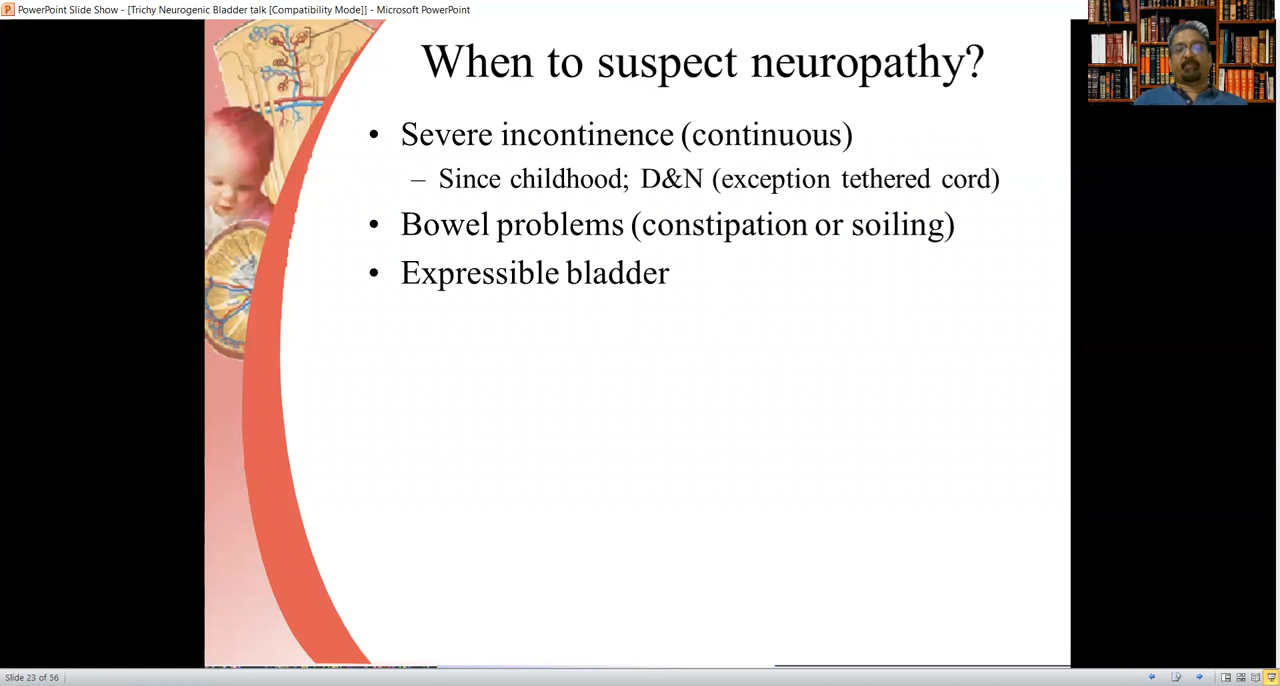 PowerPoint Slide Show - [Trichy Neurogenic Bladder talk [Compatibility Mode]] - Microsoft PowerPoint
When to suspect neuropathy?
• Severe incontinence (continuous)
– Since childhood; D&N (exception tethered cord)
• Bowel problems (constipation or soiling)
• Expressible bladder
Slide 23 of 56